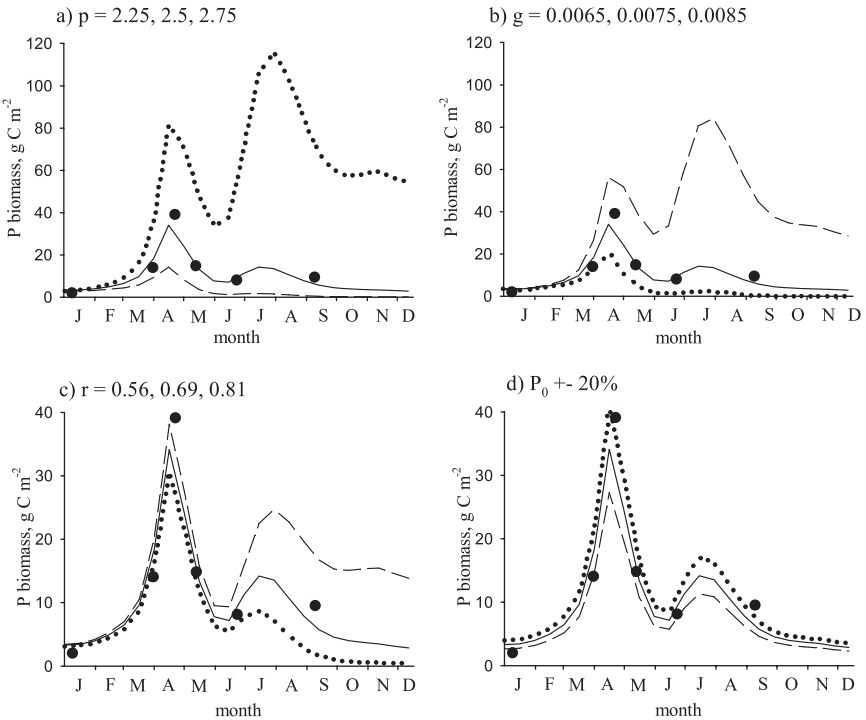 a) p = 2.25, 2.5, 2.75
P biomass, g C m-2
120
100
80
60
40
20
0
J F M A M J J A S O N D
month
b) g = 0.0065, 0.0075, 0.0085
P biomass, g C m-2
120
100
80
60
40
20
0
J F M A M J J A S O N D
month
c) r = 0.56, 0.69, 0.81
P biomass, g C m-2
40
30
20
10
0
J F M A M J J A S O N D
month
d) P0 +- 20%
P biomass, g C m-2
40
30
20
10
0
J F M A M J J A S O N D
month